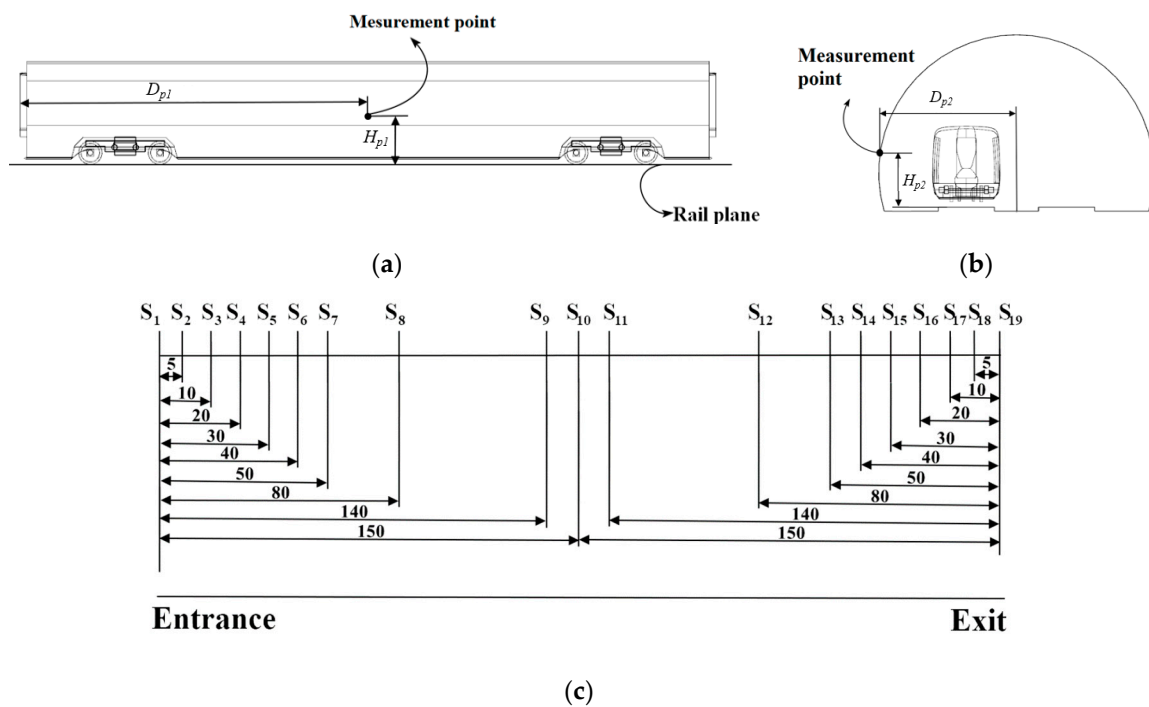 Mesurement point
D_p1
H_p1
Rail plane
(a)
Measurement
point
D_p2
H_p2
(b)
S_1 S_2 S_3 S_4 S_5 S_6 S_7 S_8 S_9 S_10 S_11 S_12 S_13 S_14 S_15 S_16 S_17 S_18 S_19
5 5
10 10
20 20
30 30
40 40
50 50
80 80
140 140
150 150
Entrance Exit
(c)